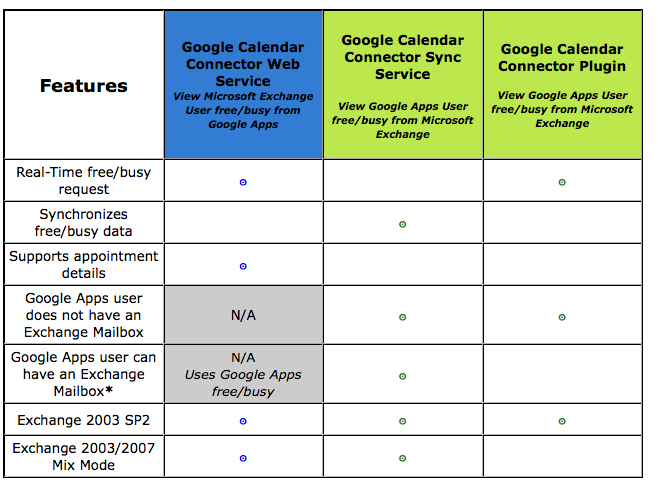 Features
Google Calendar
Connector Web
Service
View Microsoft Exchange
User free/busy from
Google Apps
Google Calendar
Connector Sync
Service
View Google Apps User
free/busy from Microsoft
Exchange
Google Calendar
Connector Plugin
View Google Apps User
free/busy from Microsoft
Exchange
Real-Time free/busy
request
Synchronizes
free/busy data
Supports appointment
details
Google Apps user
does not have an
Exchange Mailbox
N/A
Google Apps user can
have an Exchange
Mailbox*
N/A
Uses Google Apps
free/busy
Exchange 2003 SP2
Exchange 2003/2007
Mix Mode